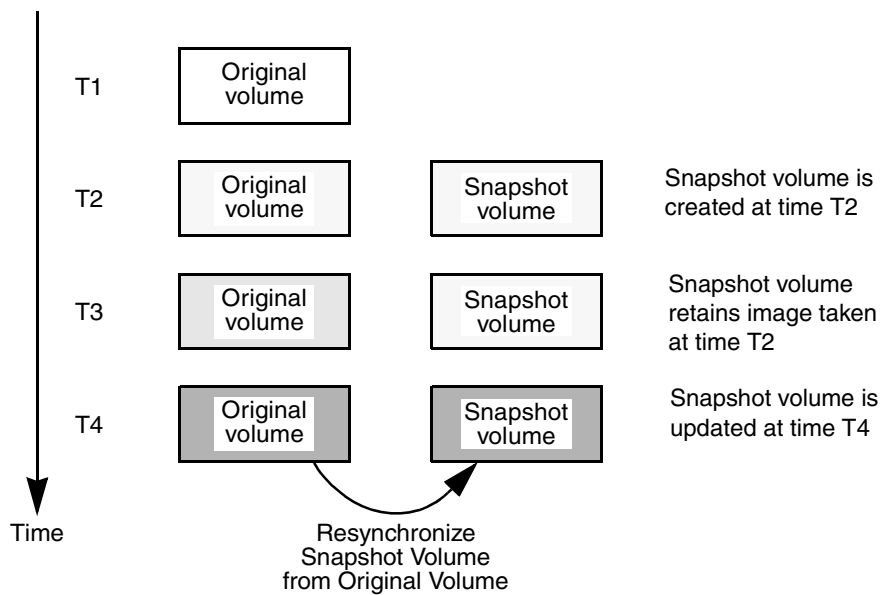 T1
Original
volume
T2
Original
volume
Snapshot
volume
Snapshot volume is
created at time T2
T3
Original
volume
Snapshot
volume
Snapshot volume
retains image taken
at time T2
T4
Original
volume
Snapshot
volume
Snapshot volume is
updated at time T4
Time
Resynchronize
Snapshot Volume
from Original Volume